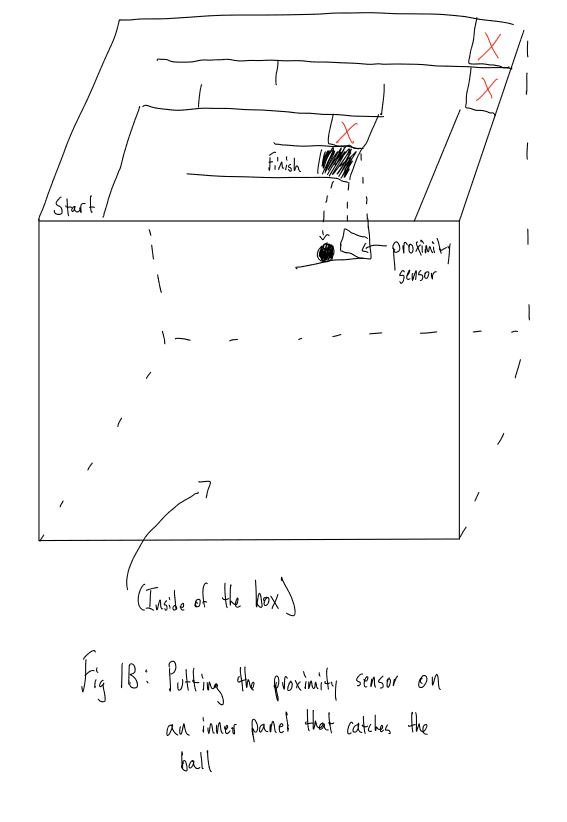 X
X
X
Finish
Start
proximity
sensor
(Inside of the box)
Fig 1B: Putting the proximity sensor on
an inner panel that catches the
ball